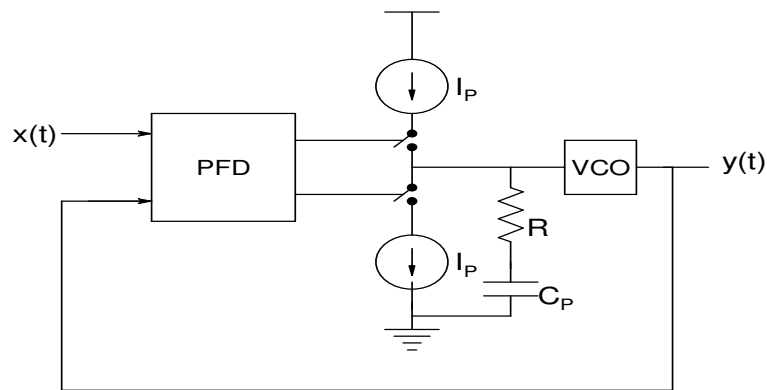 I_P
x(t)
PFD
VCO
y(t)
R
I_P
C_P